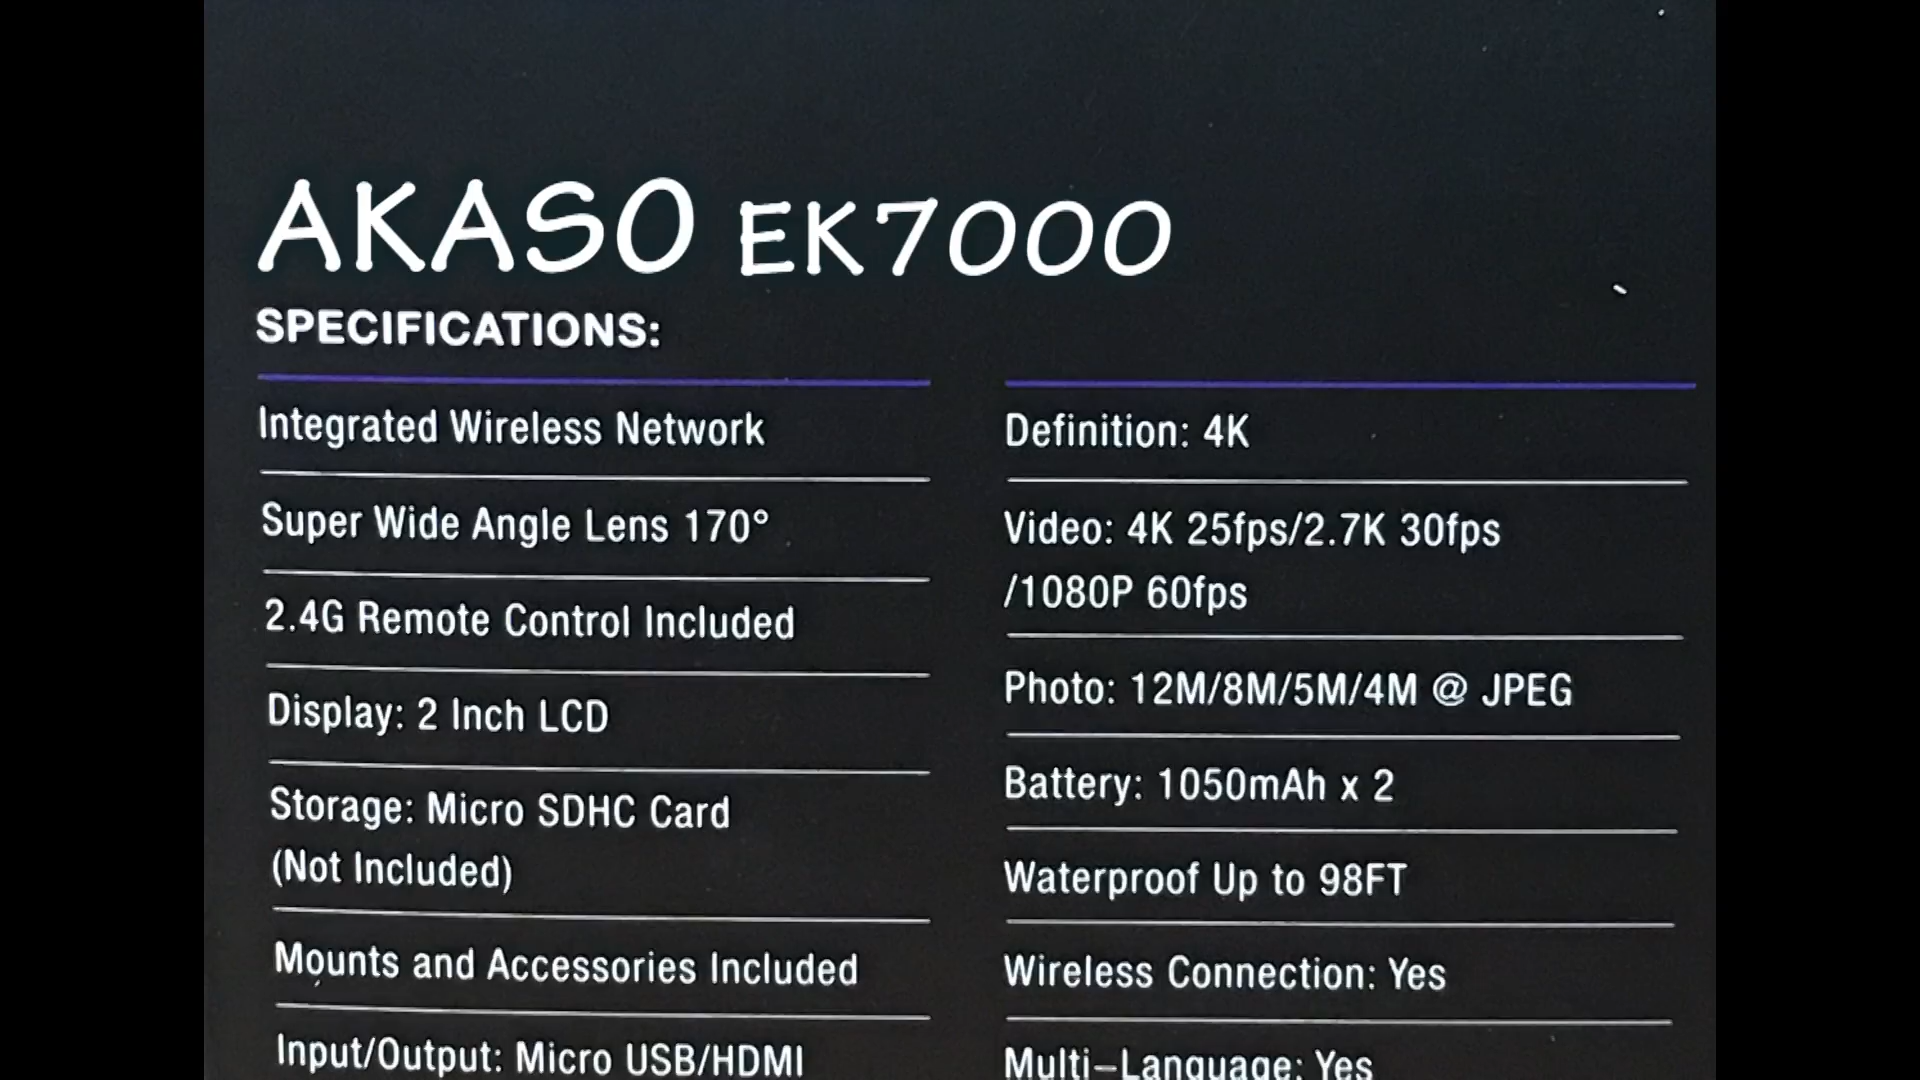 AKASO EK7000
SPECIFICATIONS:
Integrated Wireless Network
Super Wide Angle Lens 170°
2.4G Remote Control Included
Display: 2 Inch LCD
Storage: Micro SDHC Card
(Not Included)
Mounts and Accessories Included
Input/Output: Micro USB/HDMI
Definition: 4K
Video: 4K 25fps/2.7K 30fps
/1080P 60fps
Photo: 12M/8M/5M/4M @ JPEG
Battery: 1050mAh x 2
Waterproof Up to 98FT
Wireless Connection: Yes
Multi–Language: Yes